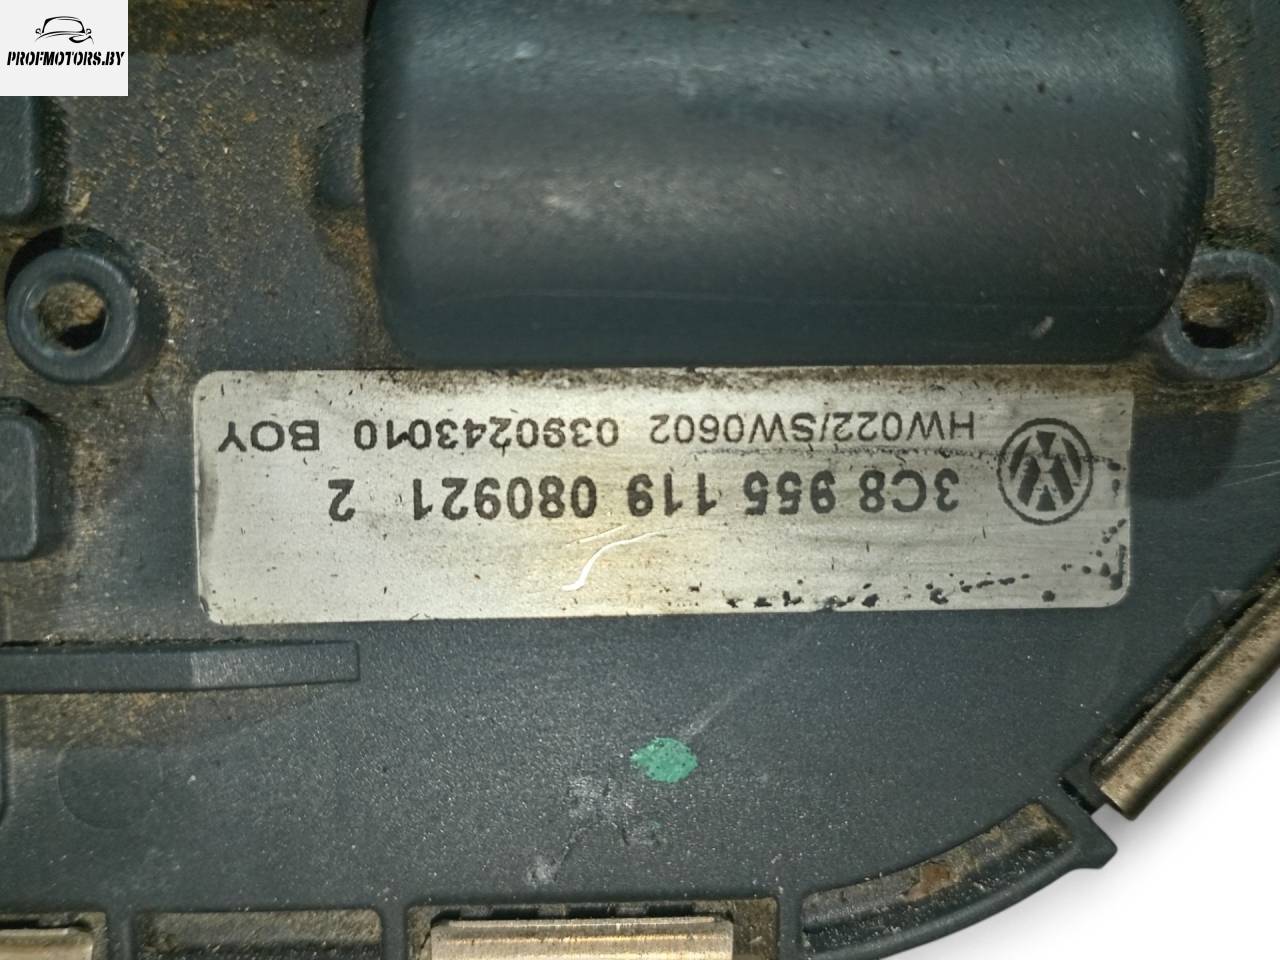 PROFMOTORS.BY
3C8 955 119 080921 2
HW022/SW0602 0390243010 BOY